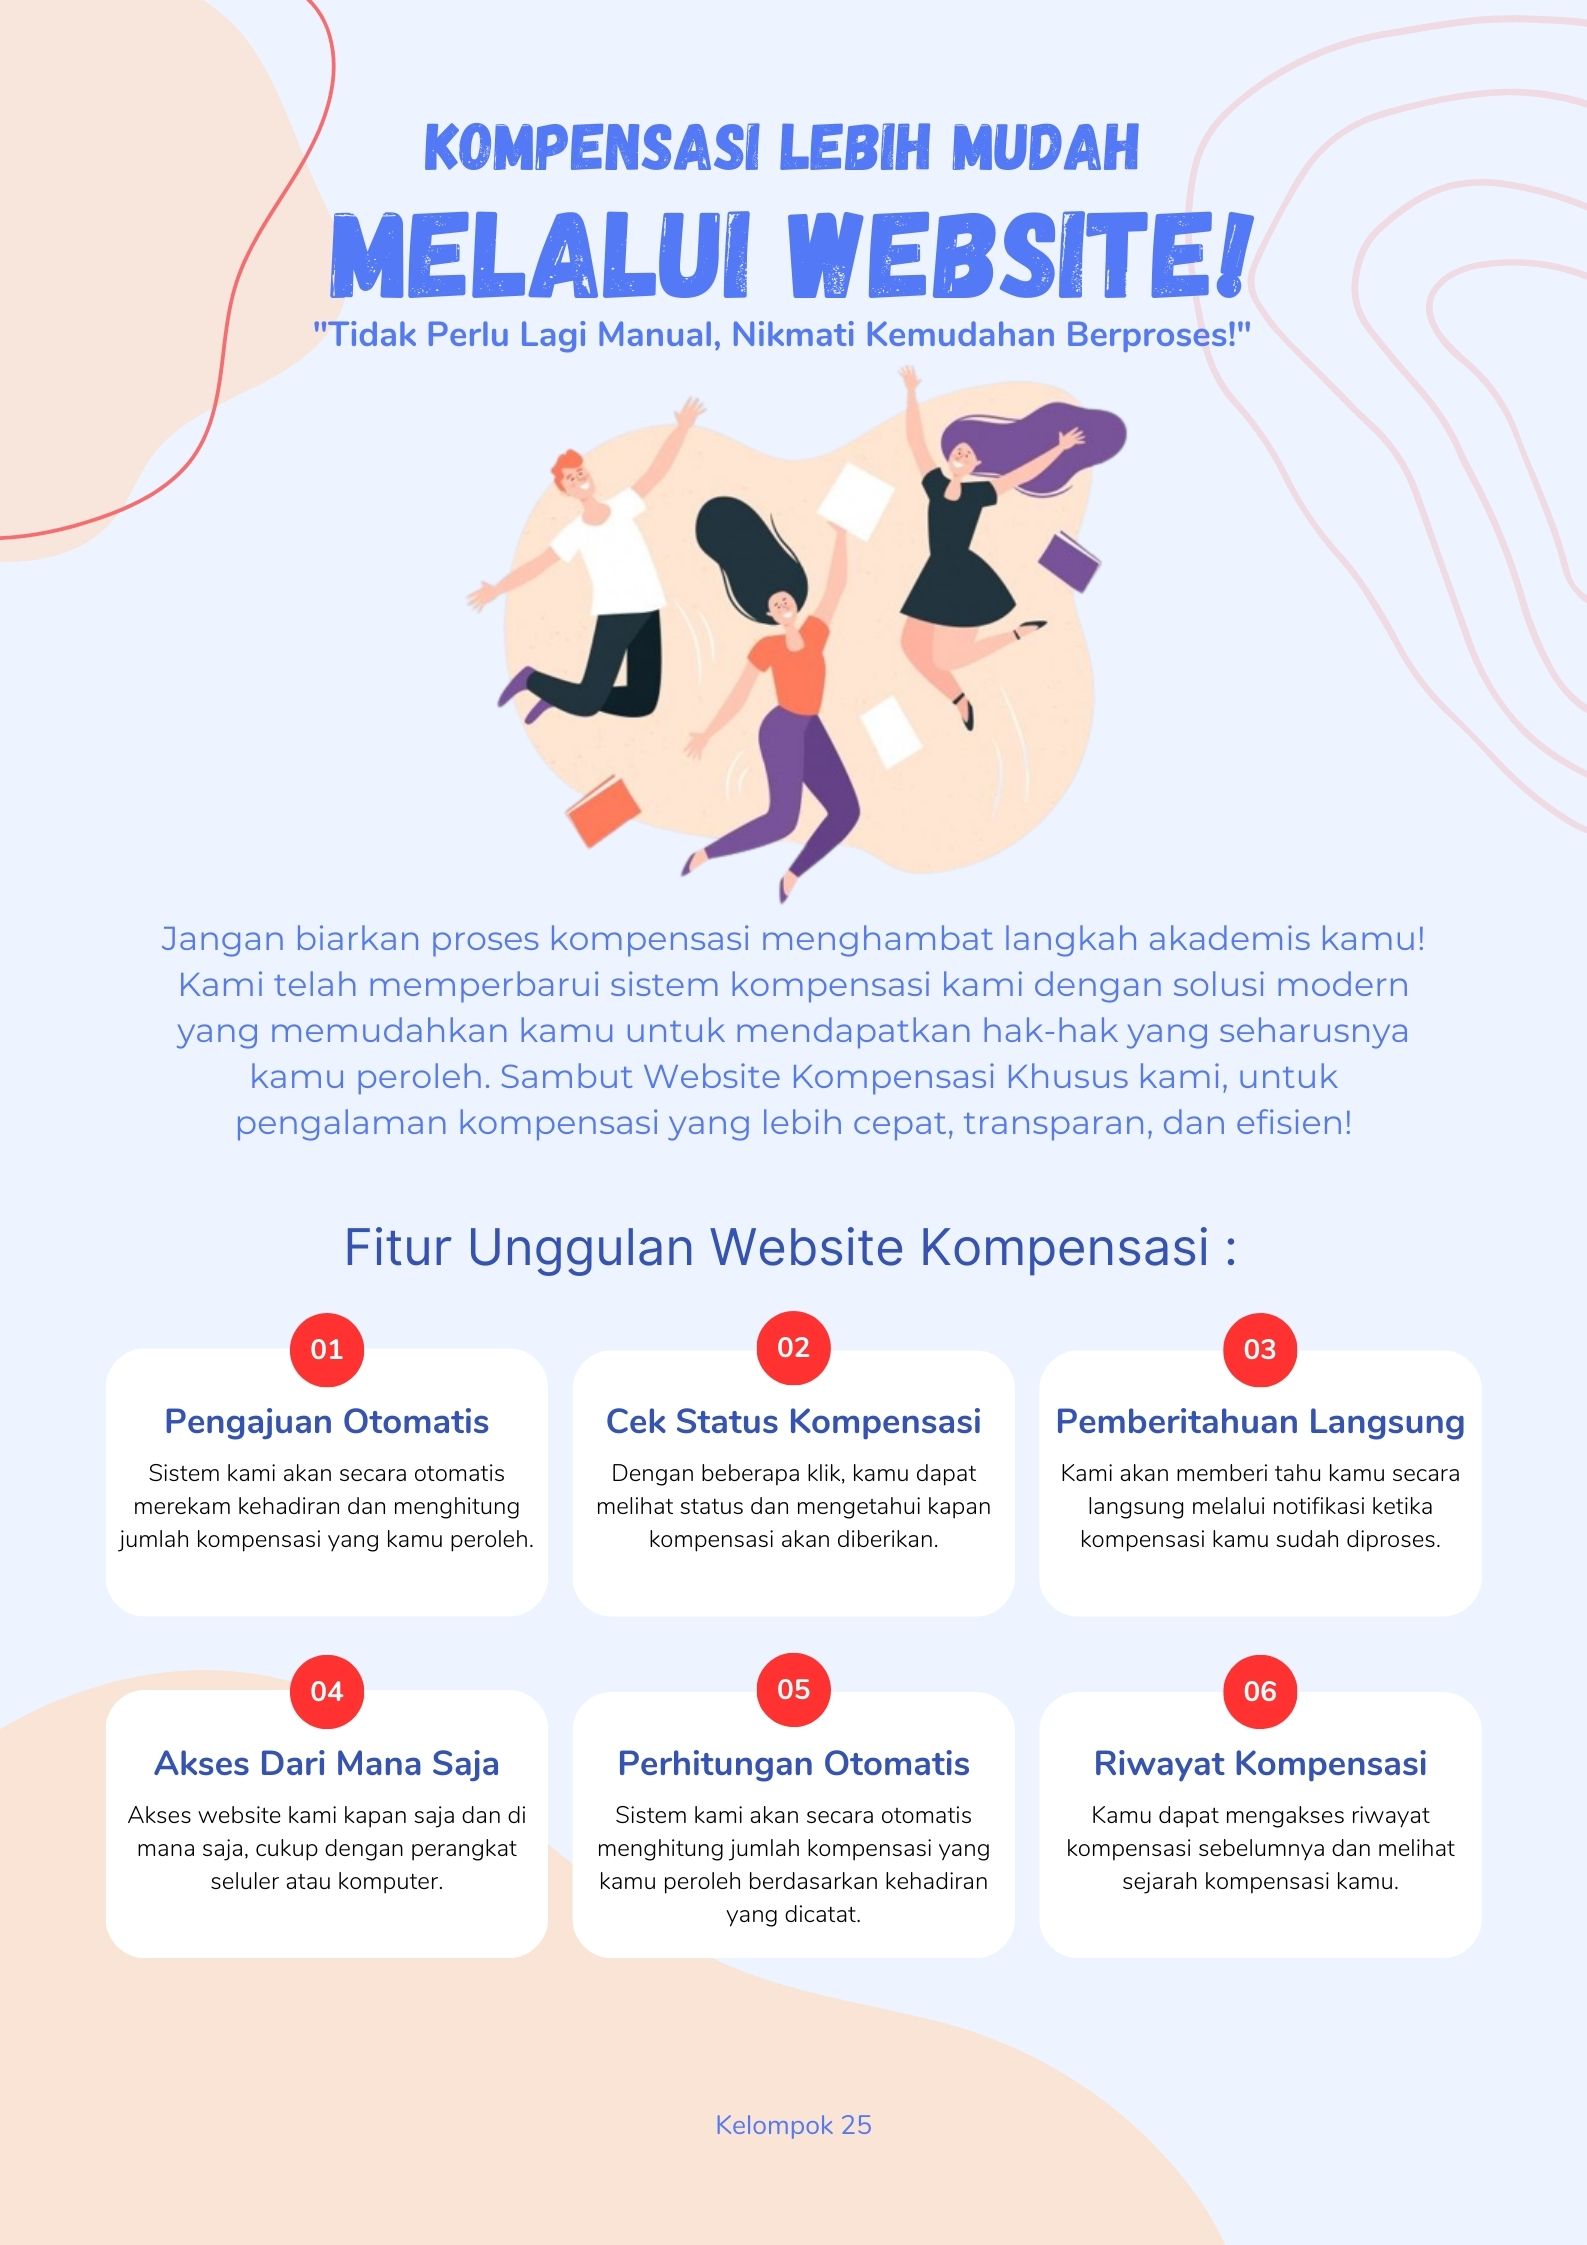 KOMPENSASI LEBIH MUDAH
MELALUI WEBSITE!
"Tidak Perlu Lagi Manual, Nikmati Kemudahan Berproses!"
Jangan biarkan proses kompensasi menghambat langkah akademis kamu!
Kami telah memperbarui sistem kompensasi kami dengan solusi modern
yang memudahkan kamu untuk mendapatkan hak-hak yang seharusnya
kamu peroleh. Sambut Website Kompensasi Khusus kami, untuk
pengalaman kompensasi yang lebih cepat, transparan, dan efisien!
Fitur Unggulan Website Kompensasi :
01
Pengajuan Otomatis
Sistem kami akan secara otomatis
merekam kehadiran dan menghitung
jumlah kompensasi yang kamu peroleh.
02
Cek Status Kompensasi
Dengan beberapa klik, kamu dapat
melihat status dan mengetahui kapan
kompensasi akan diberikan.
03
Pemberitahuan Langsung
Kami akan memberi tahu kamu secara
langsung melalui notifikasi ketika
kompensasi kamu sudah diproses.
04
Akses Dari Mana Saja
Akses website kami kapan saja dan di
mana saja, cukup dengan perangkat
seluler atau komputer.
05
Perhitungan Otomatis
Sistem kami akan secara otomatis
menghitung jumlah kompensasi yang
kamu peroleh berdasarkan kehadiran
yang dicatat.
06
Riwayat Kompensasi
Kamu dapat mengakses riwayat
kompensasi sebelumnya dan melihat
sejarah kompensasi kamu.
Kelompok 25